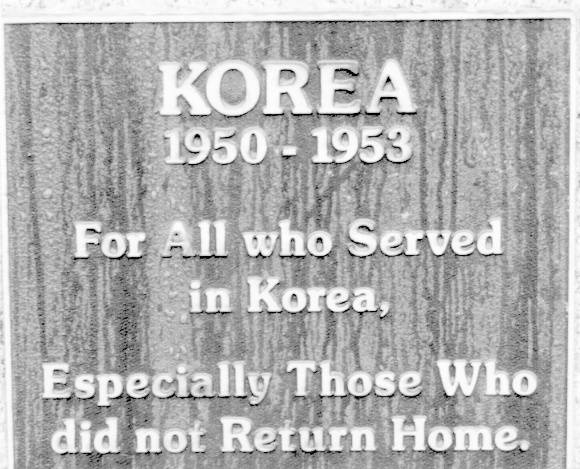 KOREA
1950 - 1953
For All who Served
in Korea,
Especially Those Who
did not Return Home.